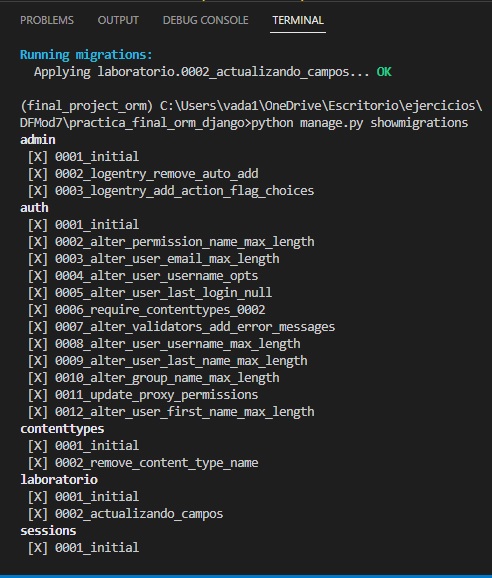 PROBLEMS OUTPUT DEBUG CONSOLE TERMINAL
Running migrations:
Applying laboratorio.0002_actualizando_campos... OK
(final_project_orm) C:\Users\vada1\OneDrive\Escritorio\ejercicios\
DFMod7\practica_final_orm_django>python manage.py showmigrations
admin
[X] 0001_initial
[X] 0002_logentry_remove_auto_add
[X] 0003_logentry_add_action_flag_choices
auth
[X] 0001_initial
[X] 0002_alter_permission_name_max_length
[X] 0003_alter_user_email_max_length
[X] 0004_alter_user_username_opts
[X] 0005_alter_user_last_login_null
[X] 0006_require_contenttypes_0002
[X] 0007_alter_validators_add_error_messages
[X] 0008_alter_user_username_max_length
[X] 0009_alter_user_last_name_max_length
[X] 0010_alter_group_name_max_length
[X] 0011_update_proxy_permissions
[X] 0012_alter_user_first_name_max_length
contenttypes
[X] 0001_initial
[X] 0002_remove_content_type_name
laboratorio
[X] 0001_initial
[X] 0002_actualizando_campos
sessions
[X] 0001_initial